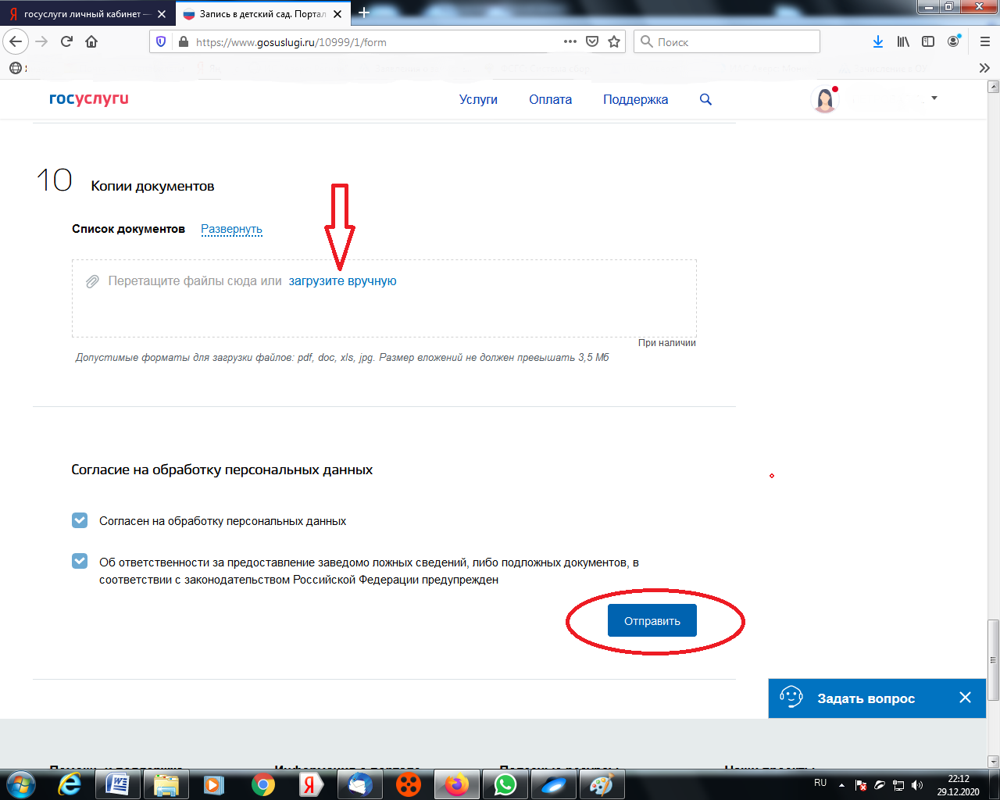 госуслуги личный кабинет —
Запись в детский сад. Портал
https://www.gosuslugi.ru/10999/1/form
Поиск
госуслуги
Услуги
Оплата
Поддержка
10
Копии документов
Список документов
Развернуть
Перетащите файлы сюда или загрузите вручную
При наличии
Допустимые форматы для загрузки файлов: pdf, doc, xls, jpg. Размер вложений не должен превышать 3,5 Мб
Согласие на обработку персональных данных
Согласен на обработку персональных данных
Об ответственности за предоставление заведомо ложных сведений, либо подложных документов, в
соответствии с законодательством Российской Федерации предупрежден
Отправить
Задать вопрос
RU
22:12
29.12.2020